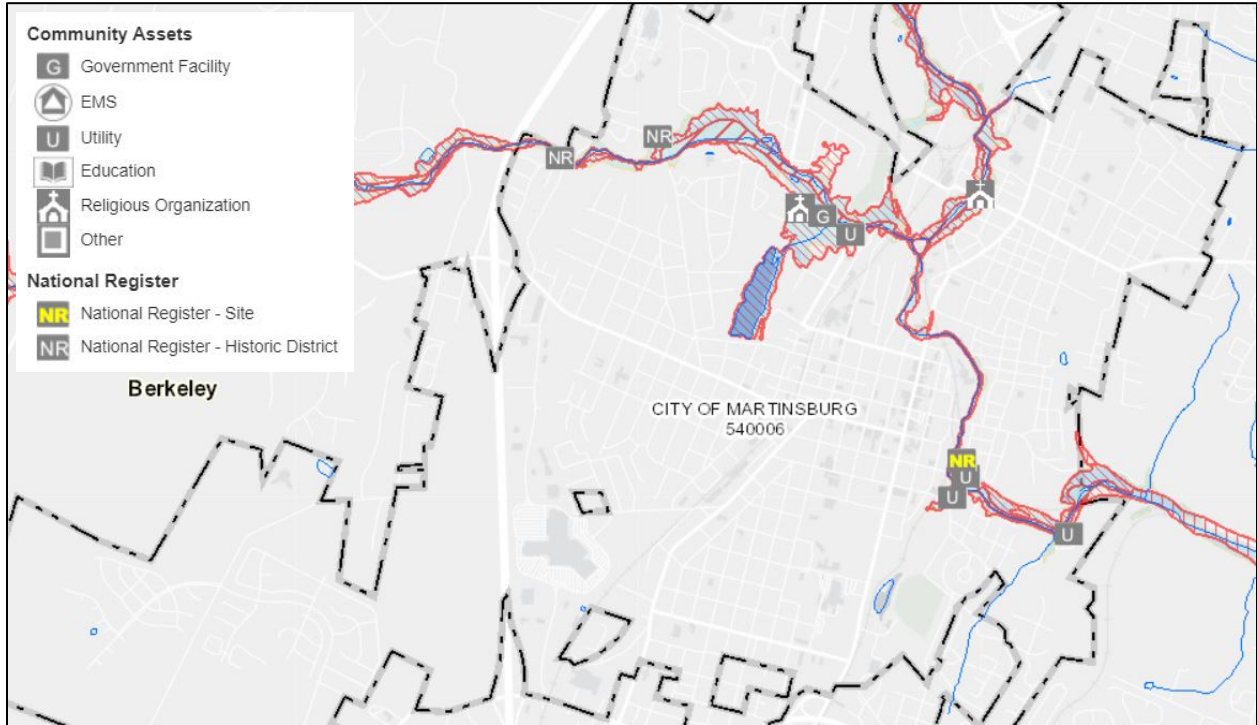 Community Assets
G Government Facility
EMS
U Utility
Education
Religious Organization
Other
National Register
NR National Register - Site
NR National Register - Historic District
Berkeley
NR
NR
G
U
CITY OF MARTINSBURG
540006
NR
U
U
U